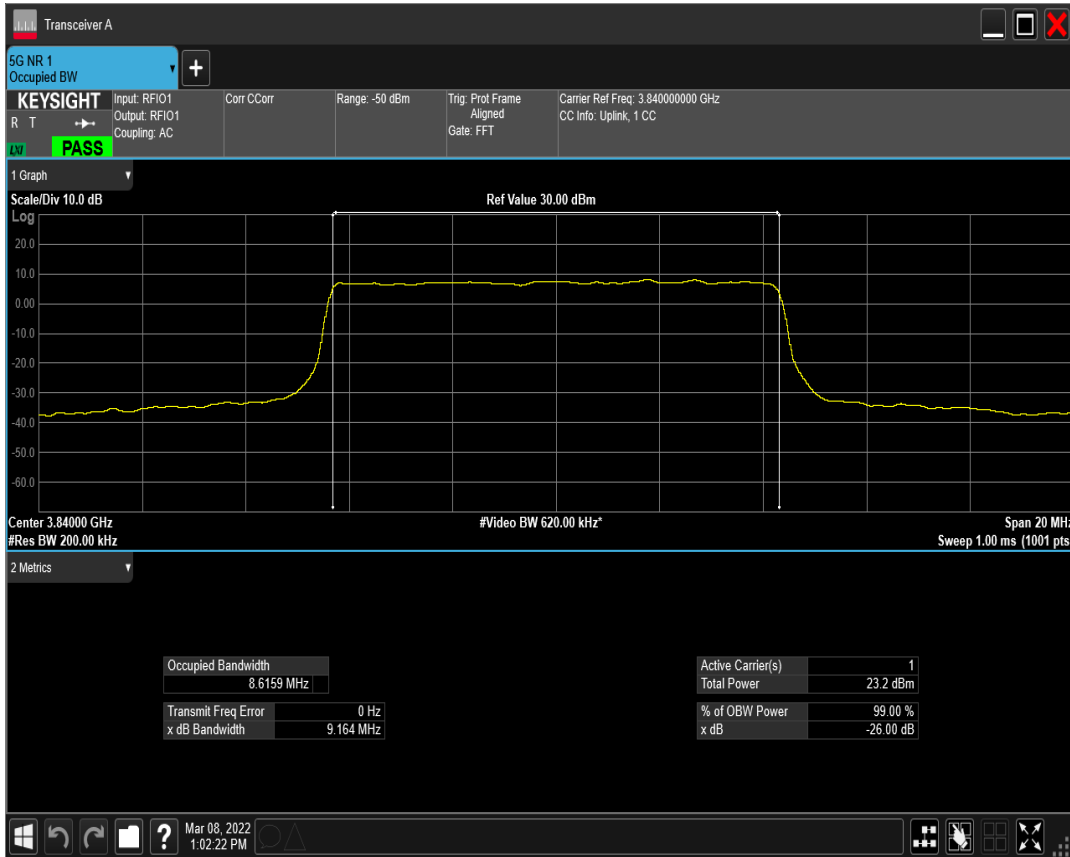 Transceiver A
5G NR 1
Occupied BW
+
KEYSIGHT
R T
LXI
PASS
Input: RFIO1
Output: RFIO1
Coupling: AC
Corr CCorr
Range: -50 dBm
Trig: Prot Frame
Aligned
Gate: FFT
Carrier Ref Freq: 3.840000000 GHz
CC Info: Uplink, 1 CC
1 Graph
Scale/Div 10.0 dB
Ref Value 30.00 dBm
Log
20.0
10.0
0.00
-10.0
-20.0
-30.0
-40.0
-50.0
-60.0
Center 3.84000 GHz
#Video BW 620.00 kHz*
Span 20 MHz
#Res BW 200.00 kHz
Sweep 1.00 ms (1001 pts
2 Metrics
Occupied Bandwidth
8.6159 MHz
Transmit Freq Error 0 Hz
x dB Bandwidth 9.164 MHz
Active Carrier(s) 1
Total Power 23.2 dBm
% of OBW Power 99.00 %
x dB -26.00 dB
?
Mar 08, 2022
1:02:22 PM